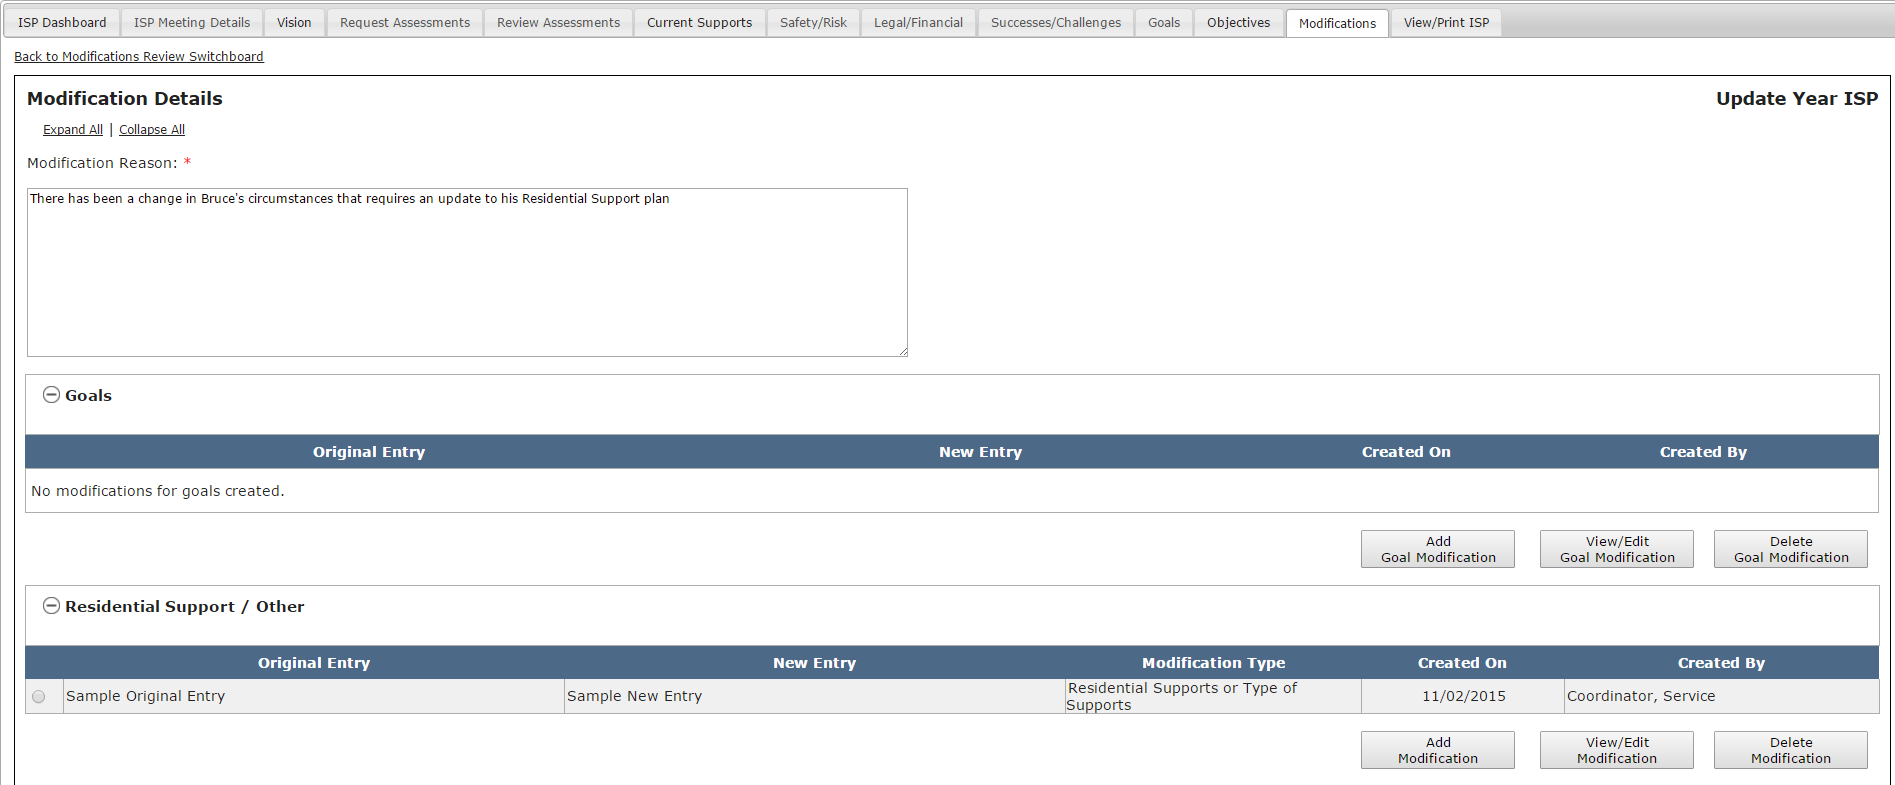 ISP Dashboard ISP Meeting Details Vision Request Assessments Review Assessments Current Supports Safety/Risk Legal/Financial Successes/Challenges Goals Objectives Modifications View/Print ISP
Back to Modifications Review Switchboard
Modification Details Update Year ISP
Expand All | Collapse All
Modification Reason: *
There has been a change in Bruce's circumstances that requires an update to his Residential Support plan
Goals
Original Entry New Entry Created On Created By
No modifications for goals created.
Add View/Edit Delete
Goal Modification Goal Modification Goal Modification
Residential Support / Other
Original Entry New Entry Modification Type Created On Created By
Sample Original Entry Sample New Entry Residential Supports or Type of 11/02/2015 Coordinator, Service
Supports
Add View/Edit Delete
Modification Modification Modification